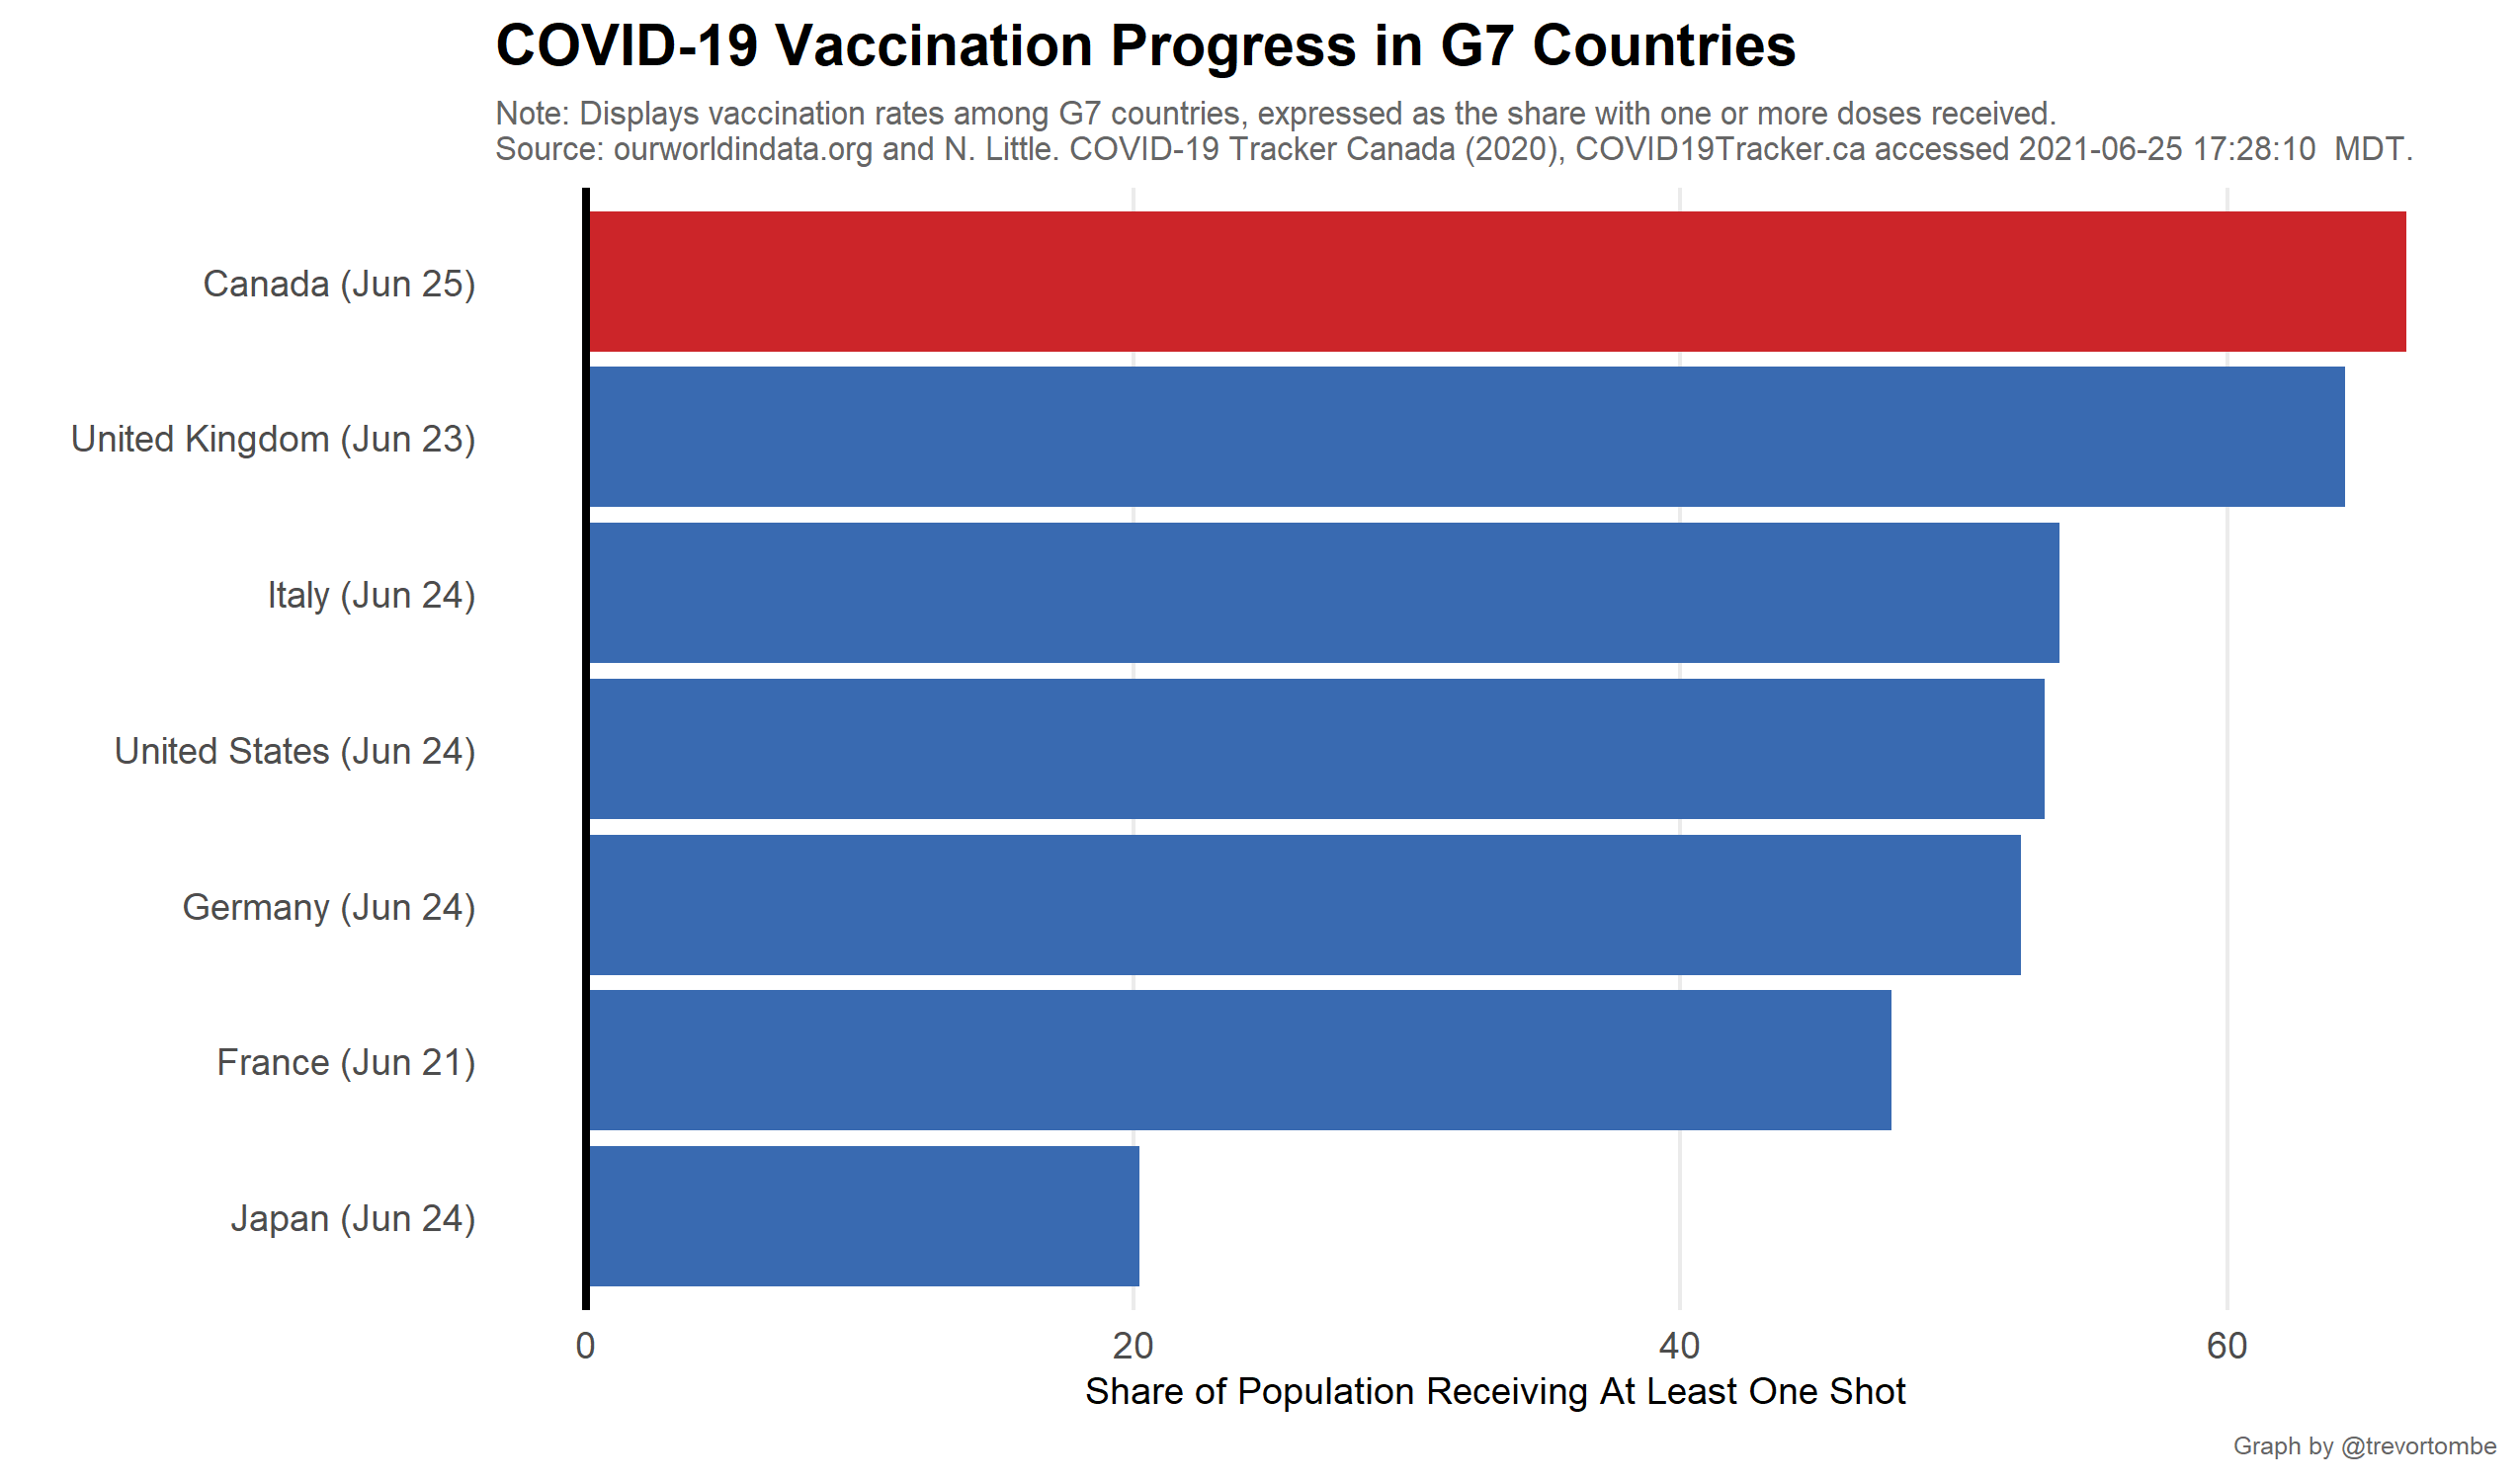 COVID-19 Vaccination Progress in G7 Countries
Note: Displays vaccination rates among G7 countries, expressed as the share with one or more doses received.
Source: ourworldindata.org and N. Little. COVID-19 Tracker Canada (2020), COVID19Tracker.ca accessed 2021-06-25 17:28:10  MDT.
Canada (Jun 25)
United Kingdom (Jun 23)
Italy (Jun 24)
United States (Jun 24)
Germany (Jun 24)
France (Jun 21)
Japan (Jun 24)
0 20 40 60
Share of Population Receiving At Least One Shot
Graph by @trevortombe